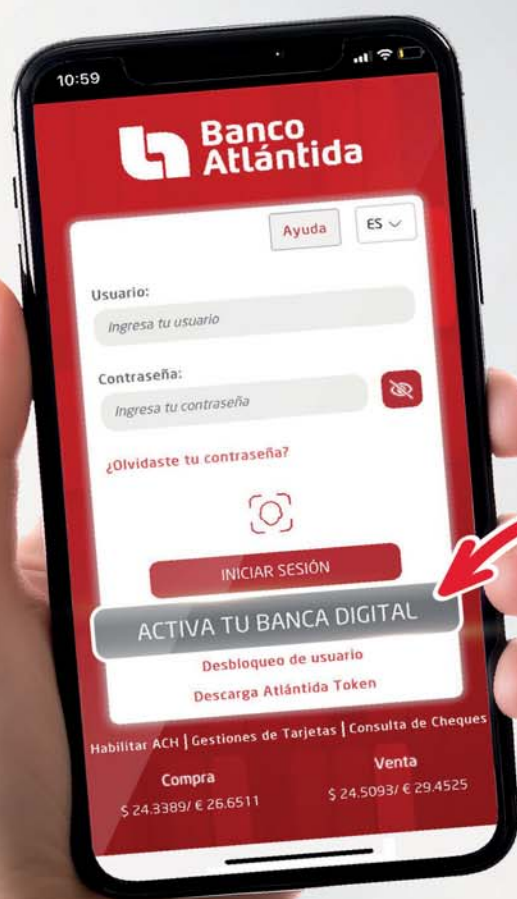 10:59
Banco
Atlántida
Ayuda
ES
Usuario:
Ingresa tu usuario
Contraseña:
Ingresa tu contraseña
¿Olvidaste tu contraseña?
INICIAR SESIÓN
ACTIVA TU BANCA DIGITAL
Desbloqueo de usuario
Descarga Atlántida Token
Habilitar ACH | Gestiones de Tarjetas | Consulta de Cheques
Compra Venta
$ 24.3389/ € 26.6511 $ 24.5093/ € 29.4525